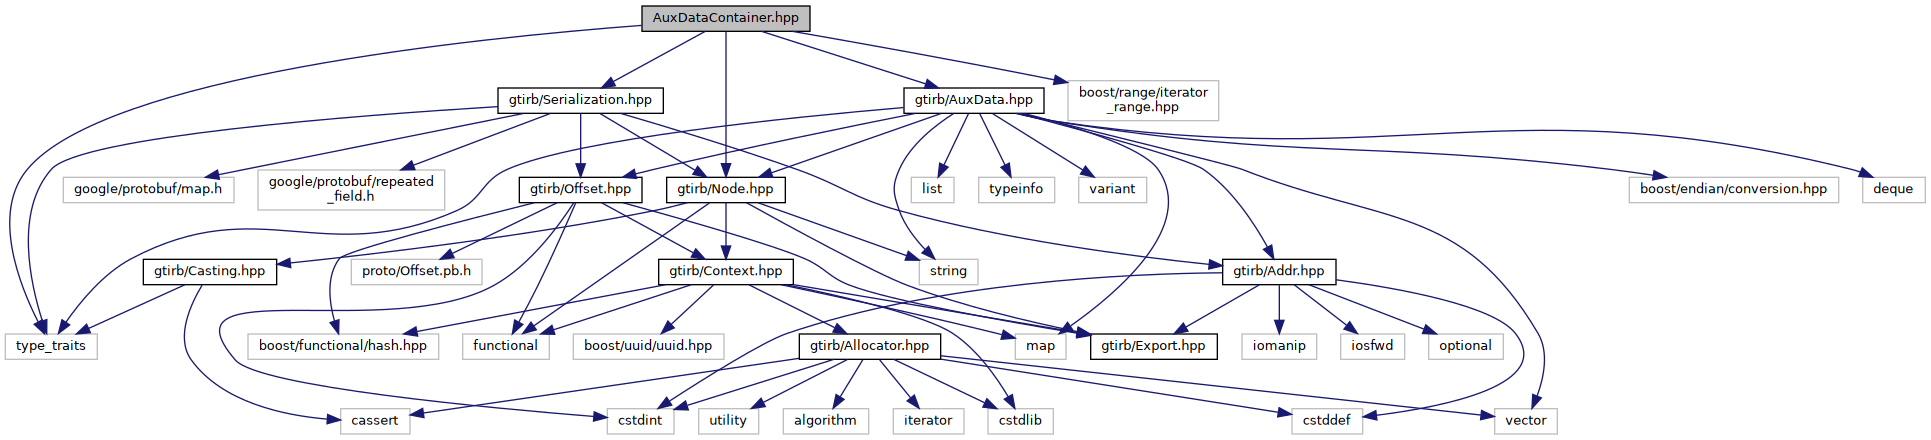 AuxDataContainer.hpp
gtirb/Serialization.hpp
gtirb/AuxData.hpp
boost/range/iterator
_range.hpp
google/protobuf/map.h
google/protobuf/repeated
_field.h
gtirb/Offset.hpp
gtirb/Node.hpp
list
typeinfo
variant
boost/endian/conversion.hpp
deque
gtirb/Casting.hpp
proto/Offset.pb.h
gtirb/Context.hpp
string
gtirb/Addr.hpp
type_traits
boost/functional/hash.hpp
functional
boost/uuid/uuid.hpp
gtirb/Allocator.hpp
map
gtirb/Export.hpp
iomanip
iosfwd
optional
cassert
cstdint
utility
algorithm
iterator
cstdlib
cstddef
vector